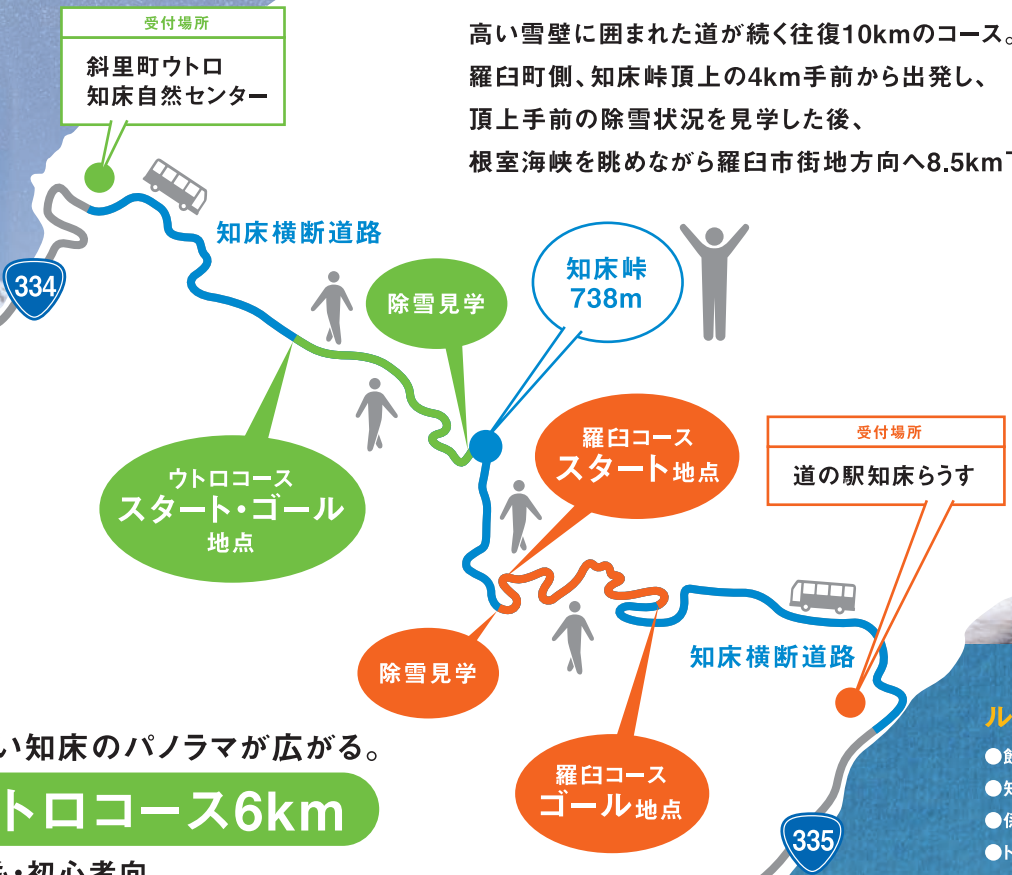 受付場所
斜里町ウトロ
知床自然センター
高い雪壁に囲まれた道が続く往復10kmのコース。
羅臼町側、知床峠頂上の4km手前から出発し、
頂上手前の除雪状況を見学した後、
根室海峡を眺めながら羅臼市街地方向へ8.5km
知床横断道路
334
除雪見学
知床峠
738m
ウトロコース
スタート・ゴール
地点
羅臼コース
スタート地点
受付場所
道の駅知床らうす
除雪見学
知床横断道路
羅臼コース
ゴール地点
335
い知床のパノラマが広がる。
トロコース6km
・初心者向
ル
●
●知
●
●ト